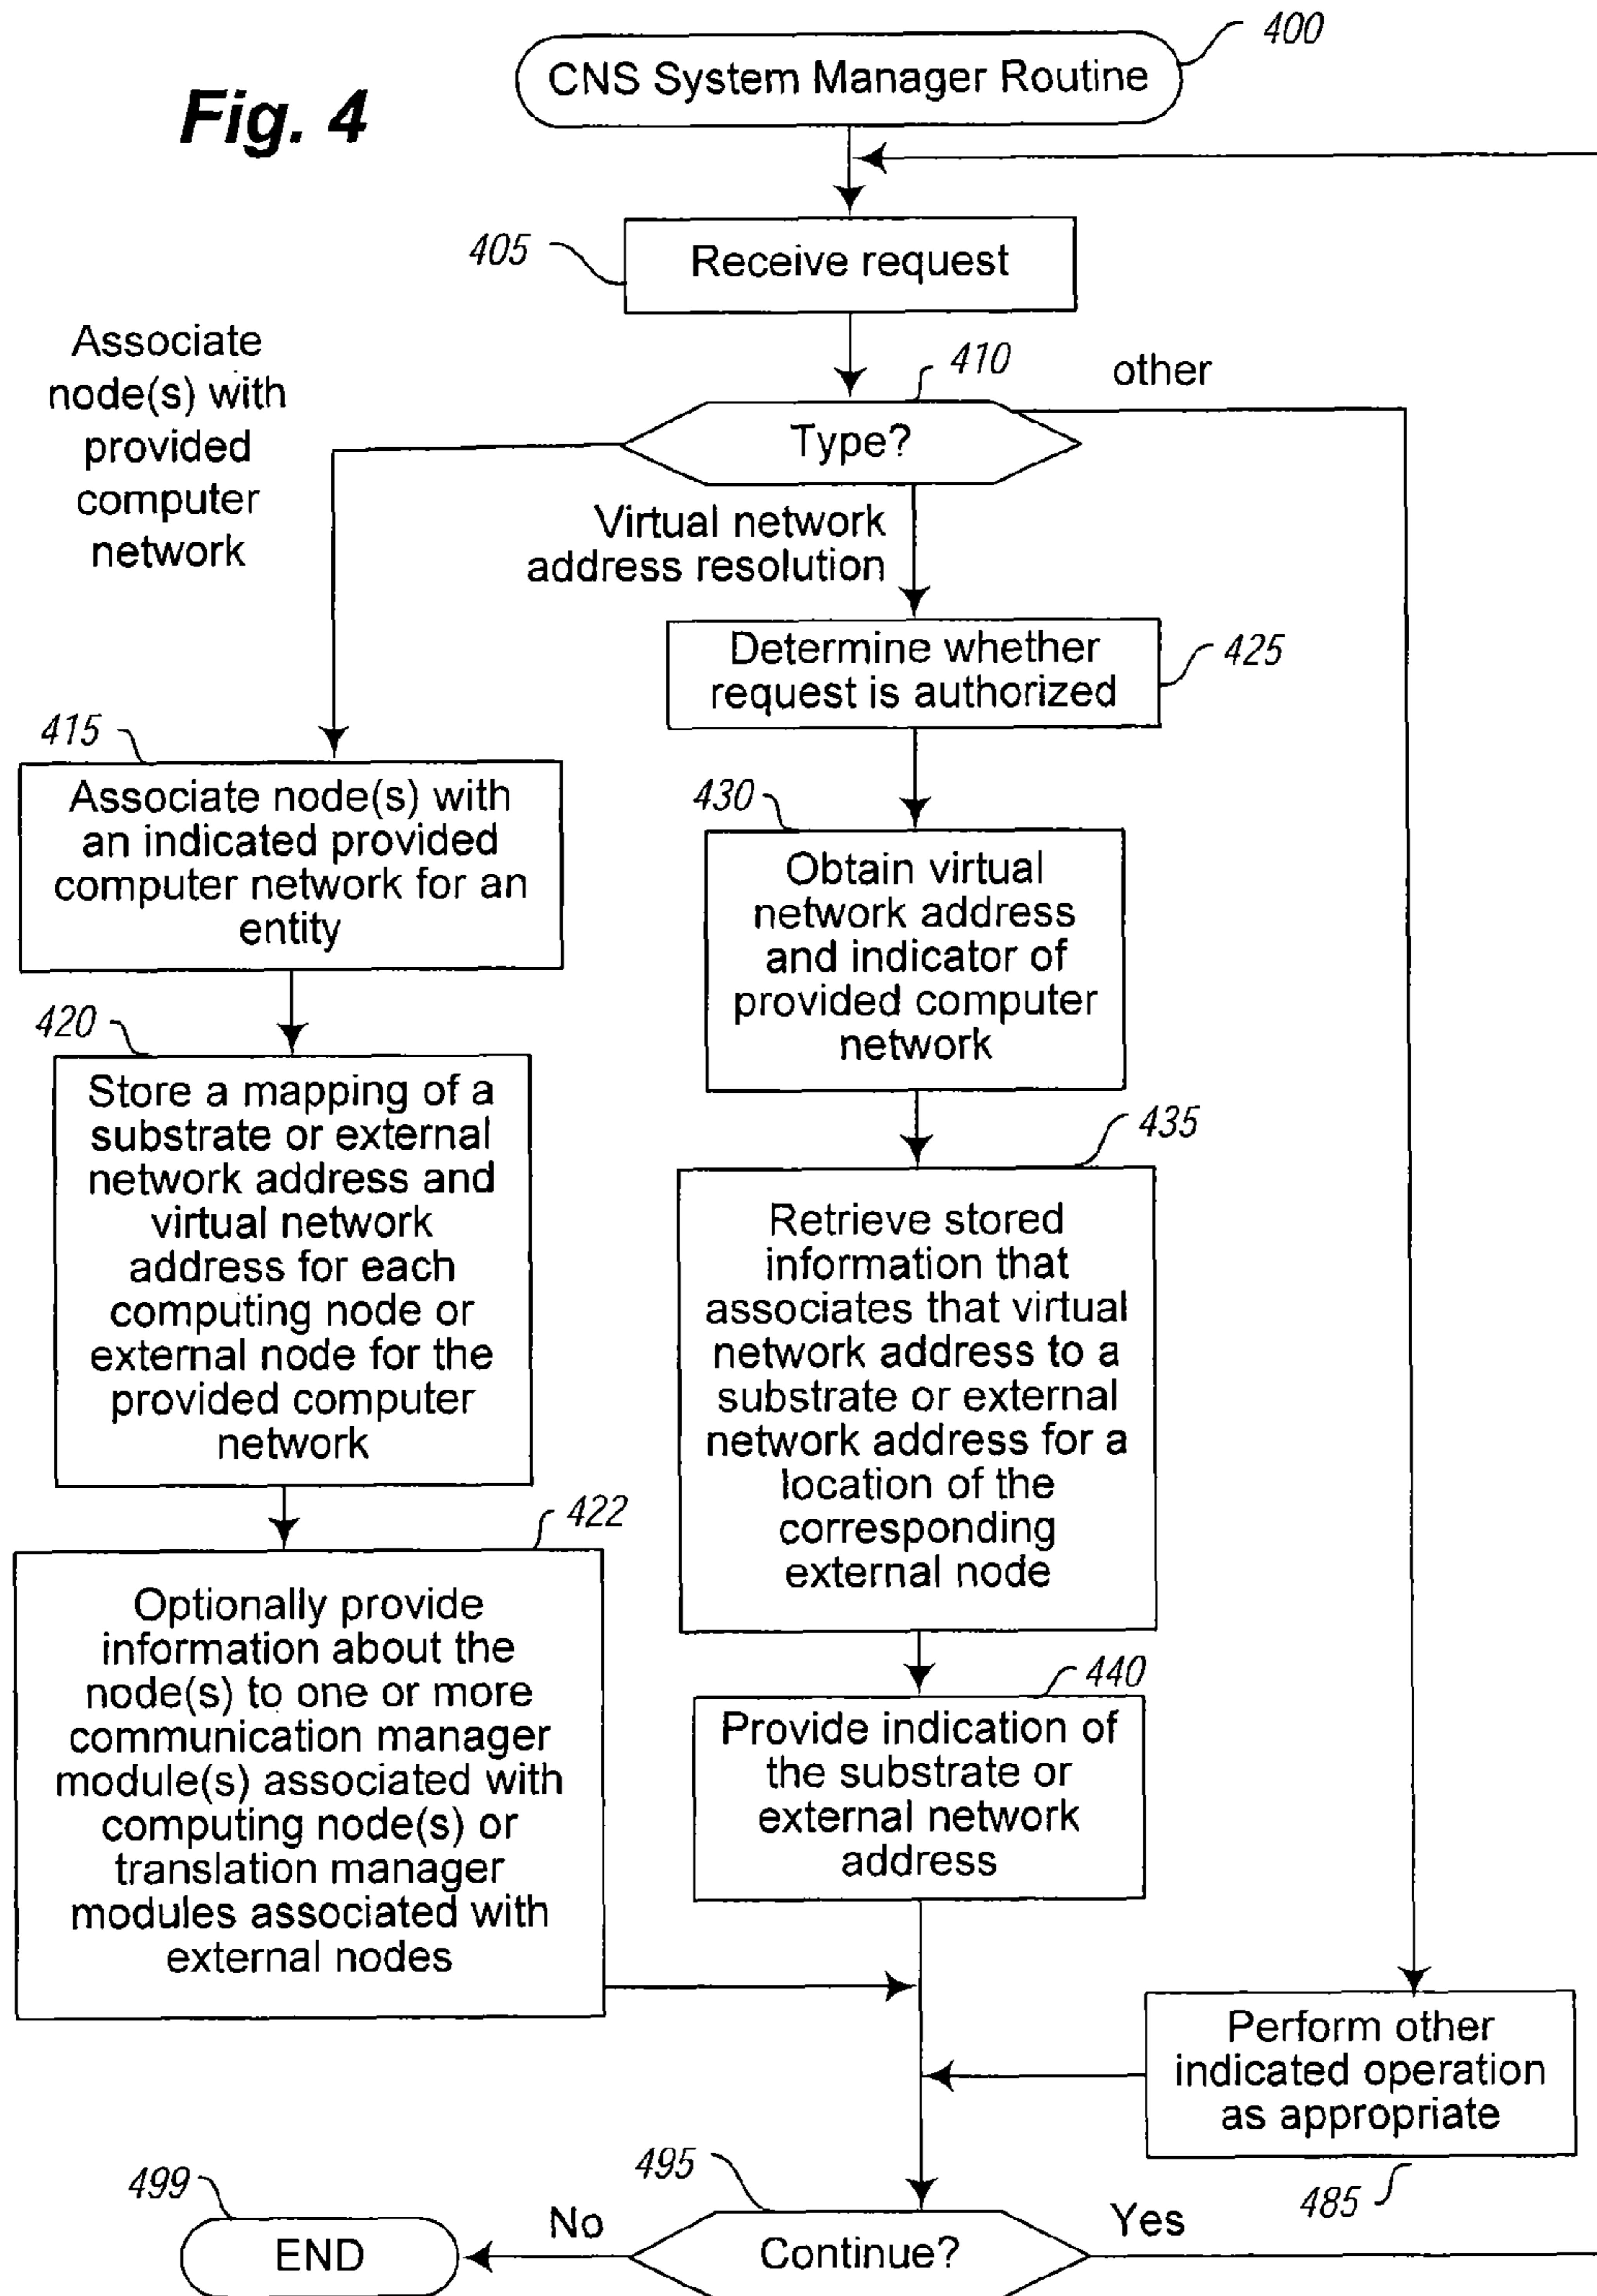 Fig. 4
400
CNS System Manager Routine
405
Receive request
410
Type?
other
Associate
node(s) with
provided
computer
network
Virtual network
address resolution
425
Determine whether
request is authorized
415
Associate node(s) with
an indicated provided
computer network for an
entity
430
Obtain virtual
network address
and indicator of
provided computer
network
420
Store a mapping of a
substrate or external
network address and
virtual network
address for each
computing node or
external node for the
provided computer
network
435
Retrieve stored
information that
associates that virtual
network address to a
substrate or external
network address for a
location of the
corresponding
external node
422
Optionally provide
information about the
node(s) to one or more
communication manager
module(s) associated with
computing node(s) or
translation manager
modules associated with
external nodes
440
Provide indication of
the substrate or
external network
address
Perform other
indicated operation
as appropriate
485
495
Continue?
Yes
No
499
END